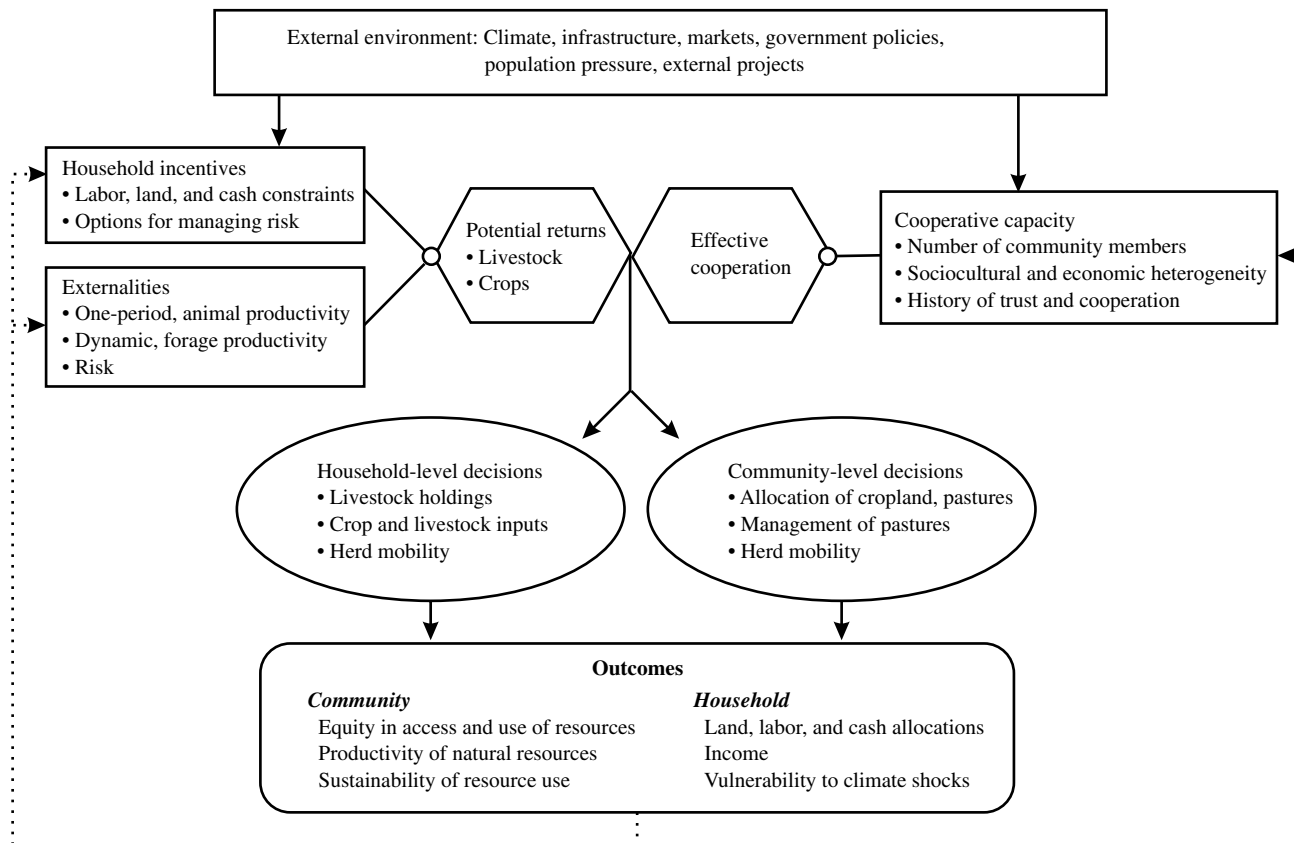 External environment: Climate, infrastructure, markets, government policies,
population pressure, external projects
Household incentives
• Labor, land, and cash constraints
• Options for managing risk
Externalities
• One-period, animal productivity
• Dynamic, forage productivity
• Risk
Potential returns
• Livestock
• Crops
Effective
cooperation
Cooperative capacity
• Number of community members
• Sociocultural and economic heterogeneity
• History of trust and cooperation
Household-level decisions
• Livestock holdings
• Crop and livestock inputs
• Herd mobility
Community-level decisions
• Allocation of cropland, pastures
• Management of pastures
• Herd mobility
Outcomes
Community
Equity in access and use of resources
Productivity of natural resources
Sustainability of resource use
Household
Land, labor, and cash allocations
Income
Vulnerability to climate shocks